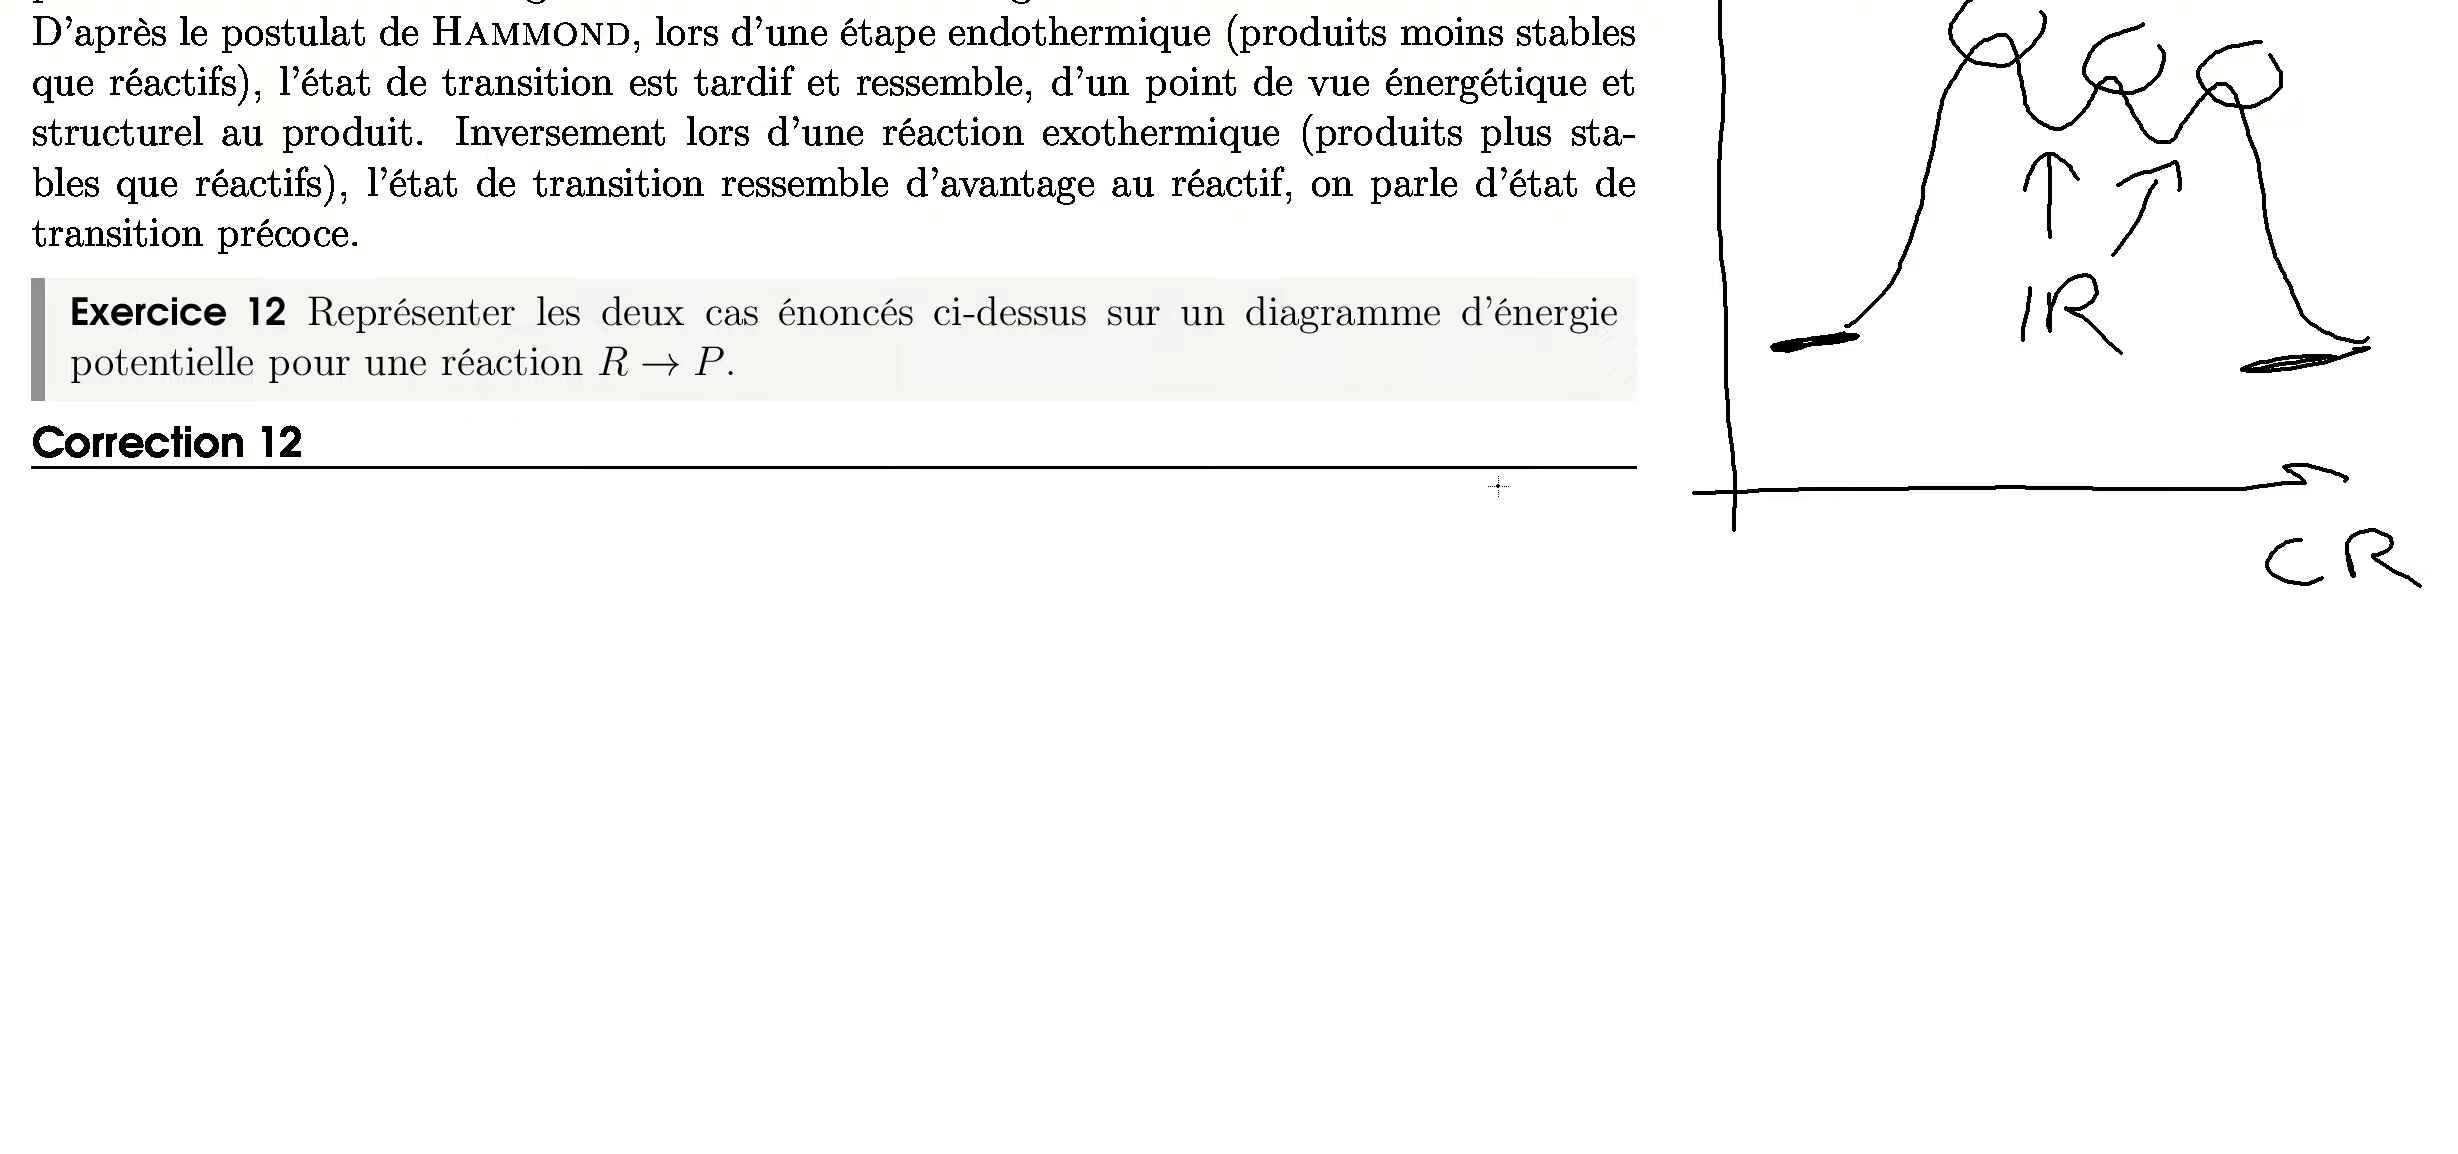 D'après le postulat de HAMMOND, lors d'une étape endothermique (produits moins stables
que réactifs), l'état de transition est tardif et ressemble, d'un point de vue énergétique et
structurel au produit. Inversement lors d'une réaction exothermique (produits plus sta-
bles que réactifs), l'état de transition ressemble d'avantage au réactif, on parle d'état de
transition précoce.
Exercice 12 Représenter les deux cas énoncés ci-dessus sur un diagramme d'énergie
potentielle pour une réaction R → P.
Correction 12
IR
CR